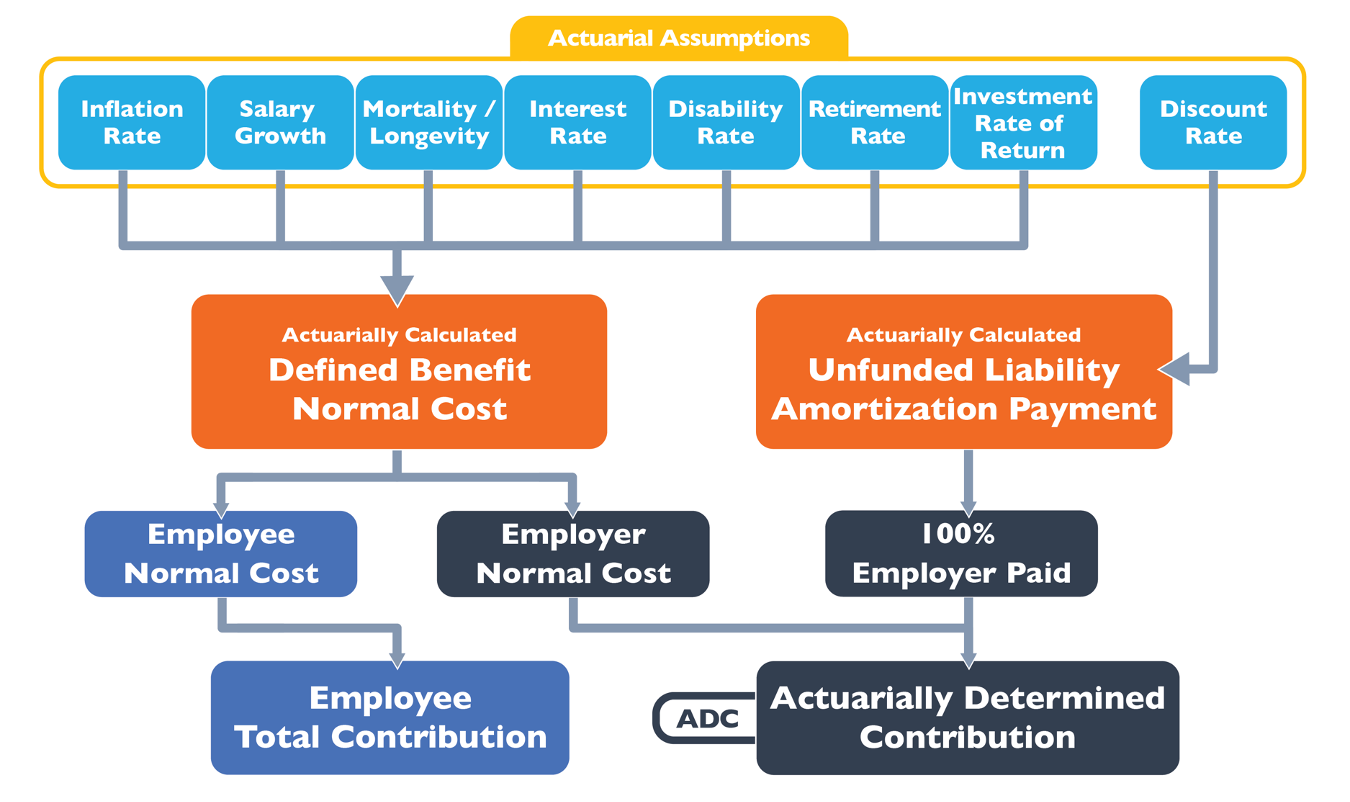 Actuarial Assumptions
Inflation
Rate
Salary
Growth
Mortality /
Longevity
Interest
Rate
Disability
Rate
Retirement
Rate
Investment
Rate of
Return
Discount
Rate
Actuarially Calculated
Defined Benefit
Normal Cost
Actuarially Calculated
Unfunded Liability
Amortization Payment
Employee
Normal Cost
Employer
Normal Cost
100%
Employer Paid
Employee
Total Contribution
ADC
Actuarially Determined
Contribution